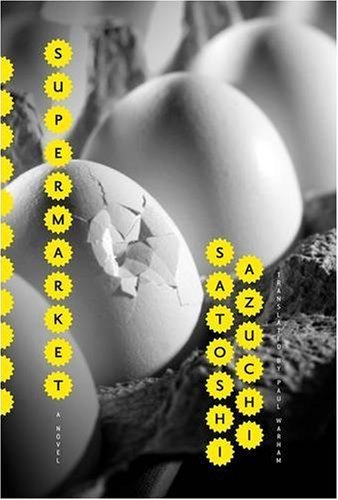 SUPERMARKET
A NOVEL
SATOSHI
AZUCHI
TRANSLATED BY PAUL WARHAM